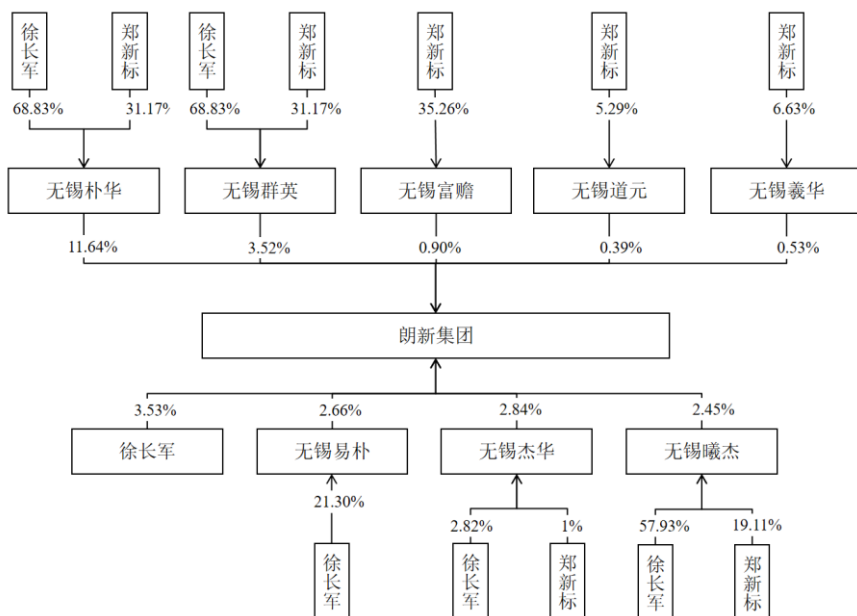 徐长军
郑新标
徐长军
郑新标
郑新标
郑新标
郑新标
68.83%
31.17%
68.83%
31.17%
35.26%
5.29%
6.63%
无锡朴华
无锡群英
无锡富赡
无锡道元
无锡羲华
11.64%
3.52%
0.90%
0.39%
0.53%
朗新集团
3.53%
2.66%
2.84%
2.45%
徐长军
无锡易朴
无锡杰华
无锡曦杰
21.30%
2.82%
1%
57.93%
19.11%
徐长军
徐长军
郑新标
徐长军
郑新标